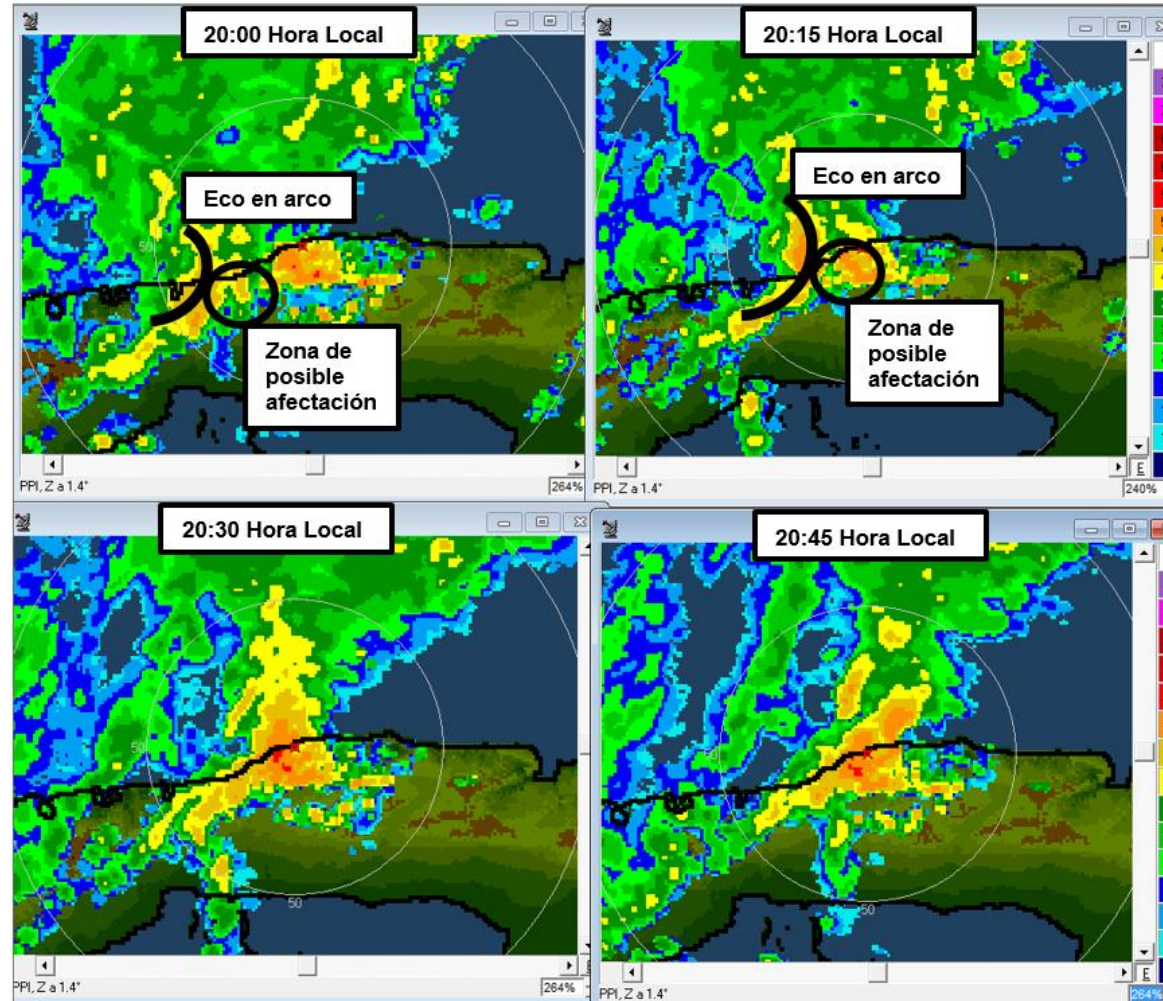 20:00 Hora Local
Eco en arco
50
Zona de
posible
afectación
PPI, Z a 1.4°
264%
20:15 Hora Local
Eco en arco
50
Zona de
posible
afectación
E
PPI, Z a 1.4°
240%
20:30 Hora Local
50
50
PPI, Z a 1.4°
264%
20:45 Hora Local
50
50
E
PPI, Z a 1.4°
264%